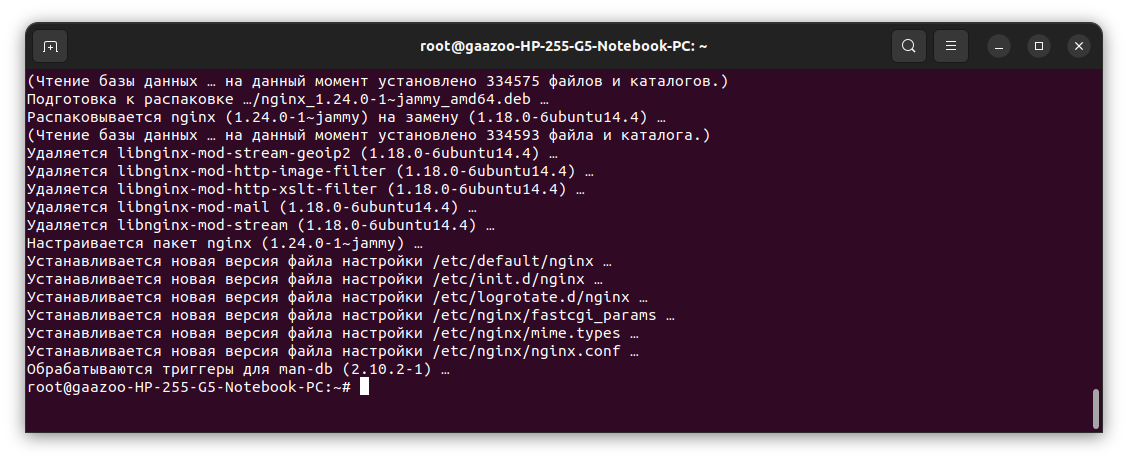 root@gaazoo-HP-255-G5-Notebook-PC: ~
(Чтение базы данных … на данный момент установлено 334575 файлов и каталогов.)
Подготовка к распаковке …/nginx_1.24.0-1~jammy_amd64.deb …
Распаковывается nginx (1.24.0-1~jammy) на замену (1.18.0-6ubuntu14.4) …
(Чтение базы данных … на данный момент установлено 334593 файла и каталога.)
Удаляется libnginx-mod-stream-geoip2 (1.18.0-6ubuntu14.4) …
Удаляется libnginx-mod-http-image-filter (1.18.0-6ubuntu14.4) …
Удаляется libnginx-mod-http-xslt-filter (1.18.0-6ubuntu14.4) …
Удаляется libnginx-mod-mail (1.18.0-6ubuntu14.4) …
Удаляется libnginx-mod-stream (1.18.0-6ubuntu14.4) …
Настраивается пакет nginx (1.24.0-1~jammy) …
Устанавливается новая версия файла настройки /etc/default/nginx …
Устанавливается новая версия файла настройки /etc/init.d/nginx …
Устанавливается новая версия файла настройки /etc/logrotate.d/nginx …
Устанавливается новая версия файла настройки /etc/nginx/fastcgi_params …
Устанавливается новая версия файла настройки /etc/nginx/mime.types …
Устанавливается новая версия файла настройки /etc/nginx/nginx.conf …
Обрабатываются триггеры для man-db (2.10.2-1) …
root@gaazoo-HP-255-G5-Notebook-PC:~#